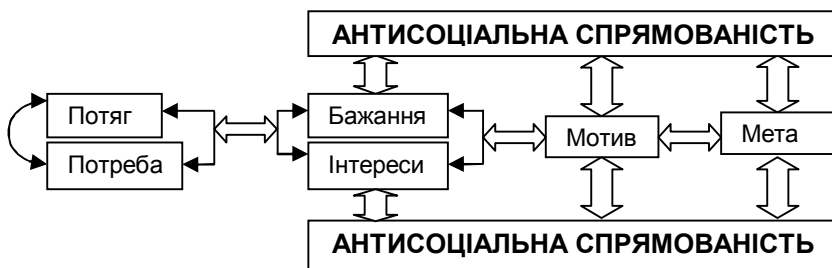 АНТИСОЦІАЛЬНА СПРЯМОВАНІСТЬ
Потяг
Бажання
Мотив
Мета
Потреба
Інтереси
АНТИСОЦІАЛЬНА СПРЯМОВАНІСТЬ